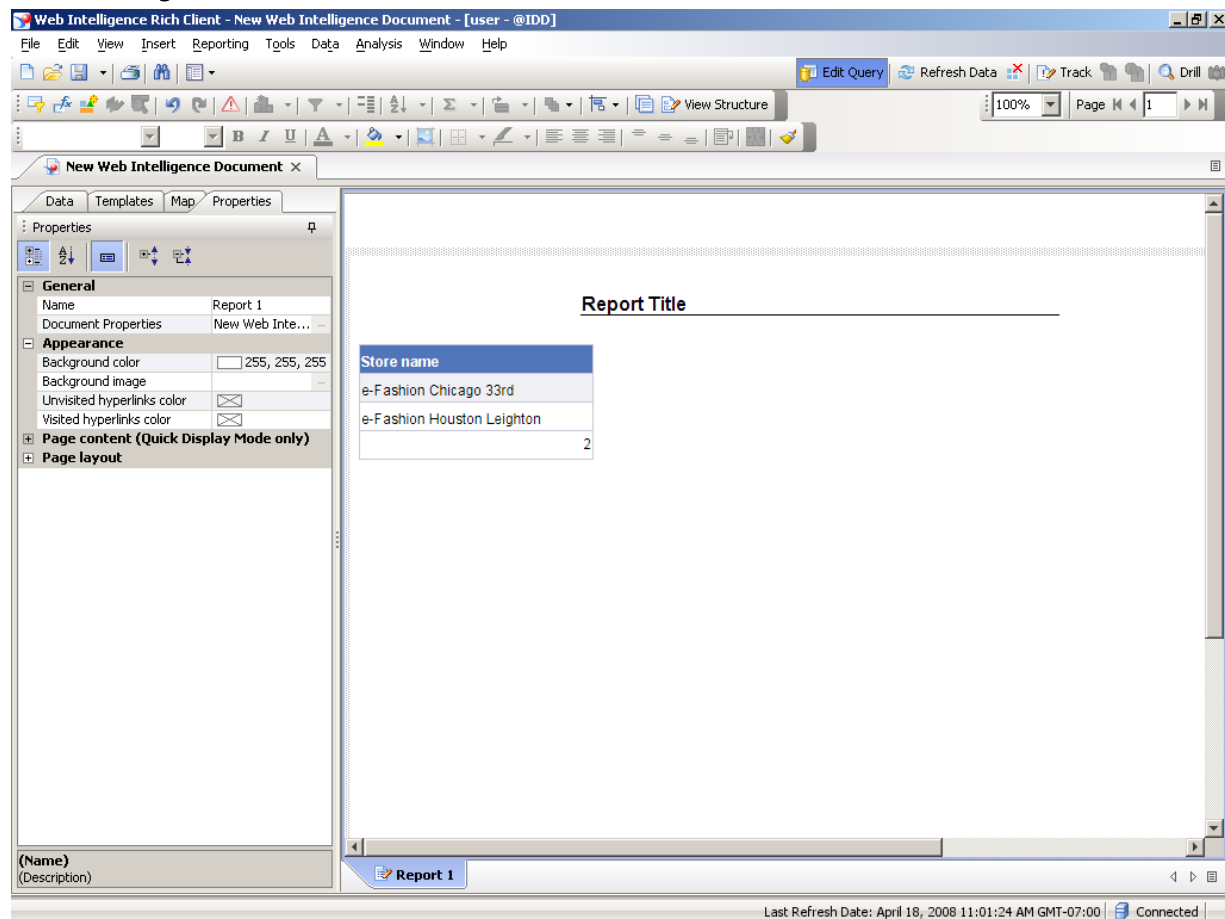 Web Intelligence Rich Client - New Web Intelligence Document - [user - @IDD]
File Edit View Insert Reporting Tools Data Analysis Window Help
Edit Query Refresh Data Track Drill
View Structure 100% Page 1
B I U A
New Web Intelligence Document
Data Templates Map Properties
Properties
General
Name Report 1
Document Properties New Web Inte... ...
Appearance
Background color 255, 255, 255
Background image ...
Unvisited hyperlinks color
Visited hyperlinks color
Page content (Quick Display Mode only)
Page layout
Report Title
Store name
e-Fashion Chicago 33rd
e-Fashion Houston Leighton
2
(Name)
(Description)
Report 1
Last Refresh Date: April 18, 2008 11:01:24 AM GMT-07:00 Connected